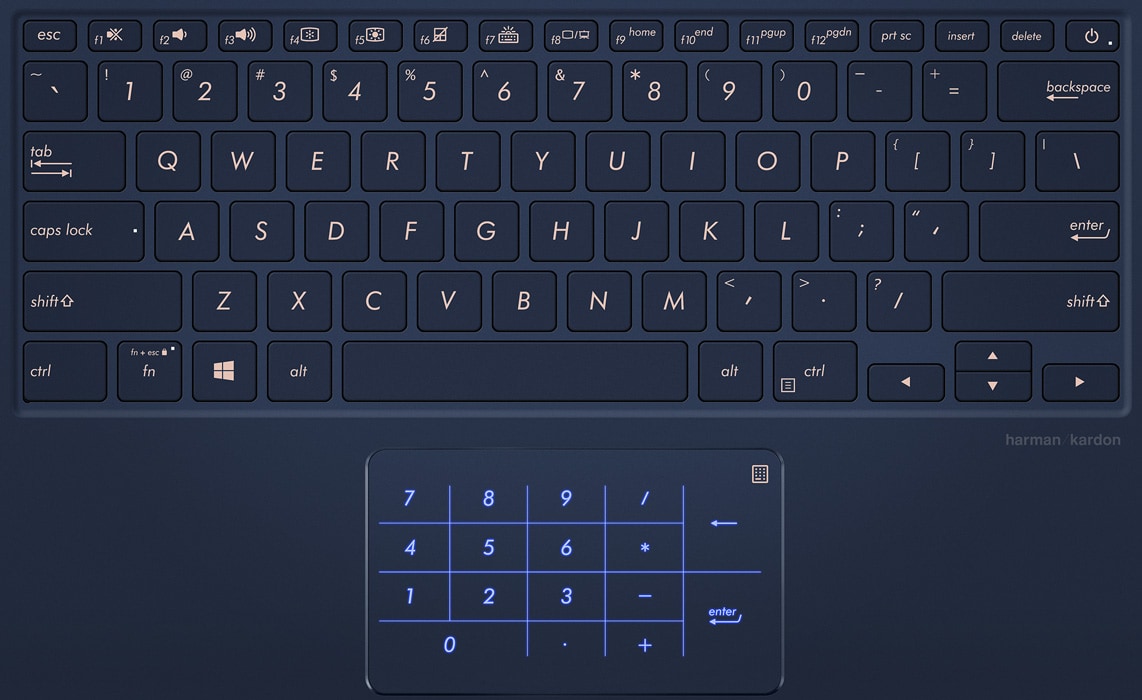 esc f1 f2 f3 f4 f5 f6 f7 f8 f9 home f10 end f11 pgup f12 pgdn prt sc insert delete
~ ` ! 1 @ 2 # 3 $ 4 % 5 ^ 6 & 7 * 8 ( 9 ) 0 — - + = backspace
tab Q W E R T Y U I O P { [ } ] | \
caps lock A S D F G H J K L : ; “ ′ enter
shift Z X C V B N M < , > . ? / shift
ctrl fn + esc fn alt alt ctrl
harman / kardon
7 8 9 /
4 5 6 *
1 2 3 − enter
0 . +